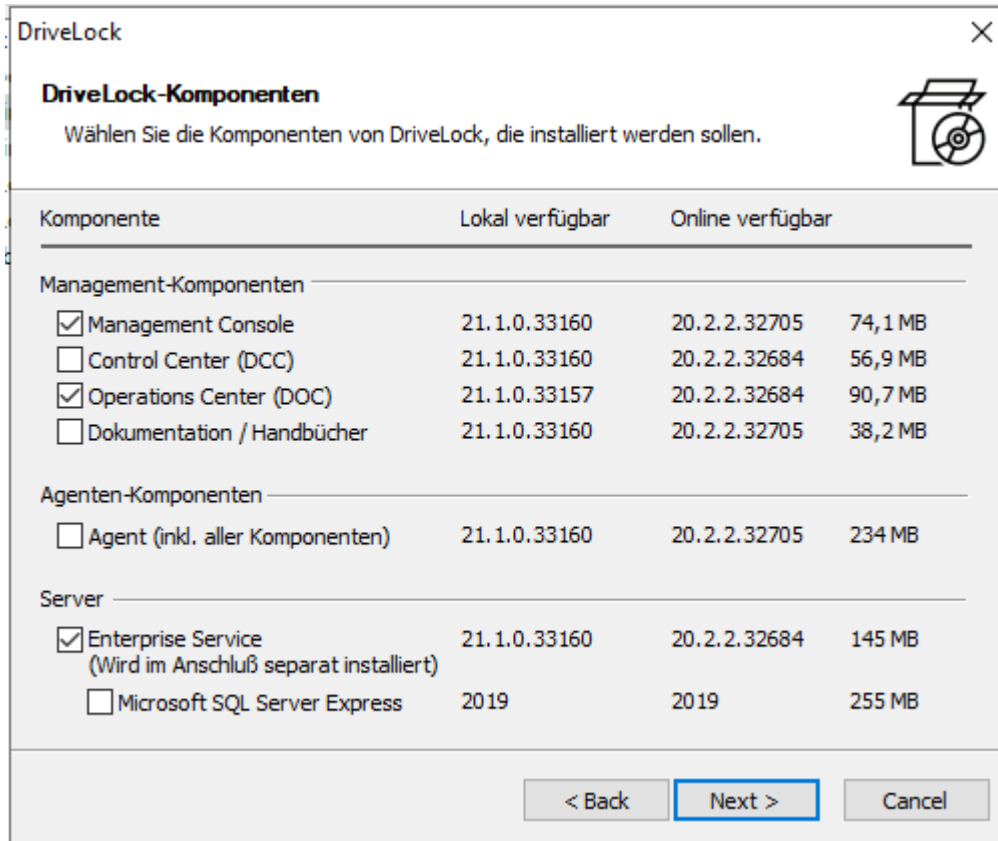 DriveLock
DriveLock-Komponenten
Wählen Sie die Komponenten von DriveLock, die installiert werden sollen.
Komponente Lokal verfügbar Online verfügbar
Management-Komponenten
Management Console 21.1.0.33160 20.2.2.32705 74,1 MB
Control Center (DCC) 21.1.0.33160 20.2.2.32684 56,9 MB
Operations Center (DOC) 21.1.0.33157 20.2.2.32684 90,7 MB
Dokumentation / Handbücher 21.1.0.33160 20.2.2.32705 38,2 MB
Agenten-Komponenten
Agent (inkl. aller Komponenten) 21.1.0.33160 20.2.2.32705 234 MB
Server
Enterprise Service 21.1.0.33160 20.2.2.32684 145 MB
(Wird im Anschluß separat installiert)
Microsoft SQL Server Express 2019 2019 255 MB
< Back Next > Cancel